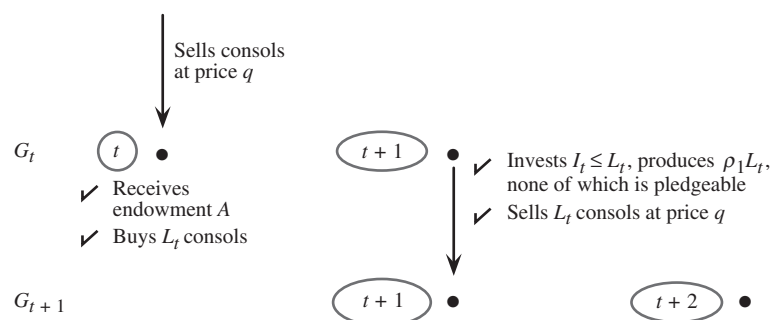 Sells consols
at price q
G_t
t
t + 1
Invests I_t ≤ L_t, produces ρ_1L_t,
none of which is pledgeable
Receives
endowment A
Sells L_t consols at price q
Buys L_t consols
G_{t + 1}
t + 1
t + 2